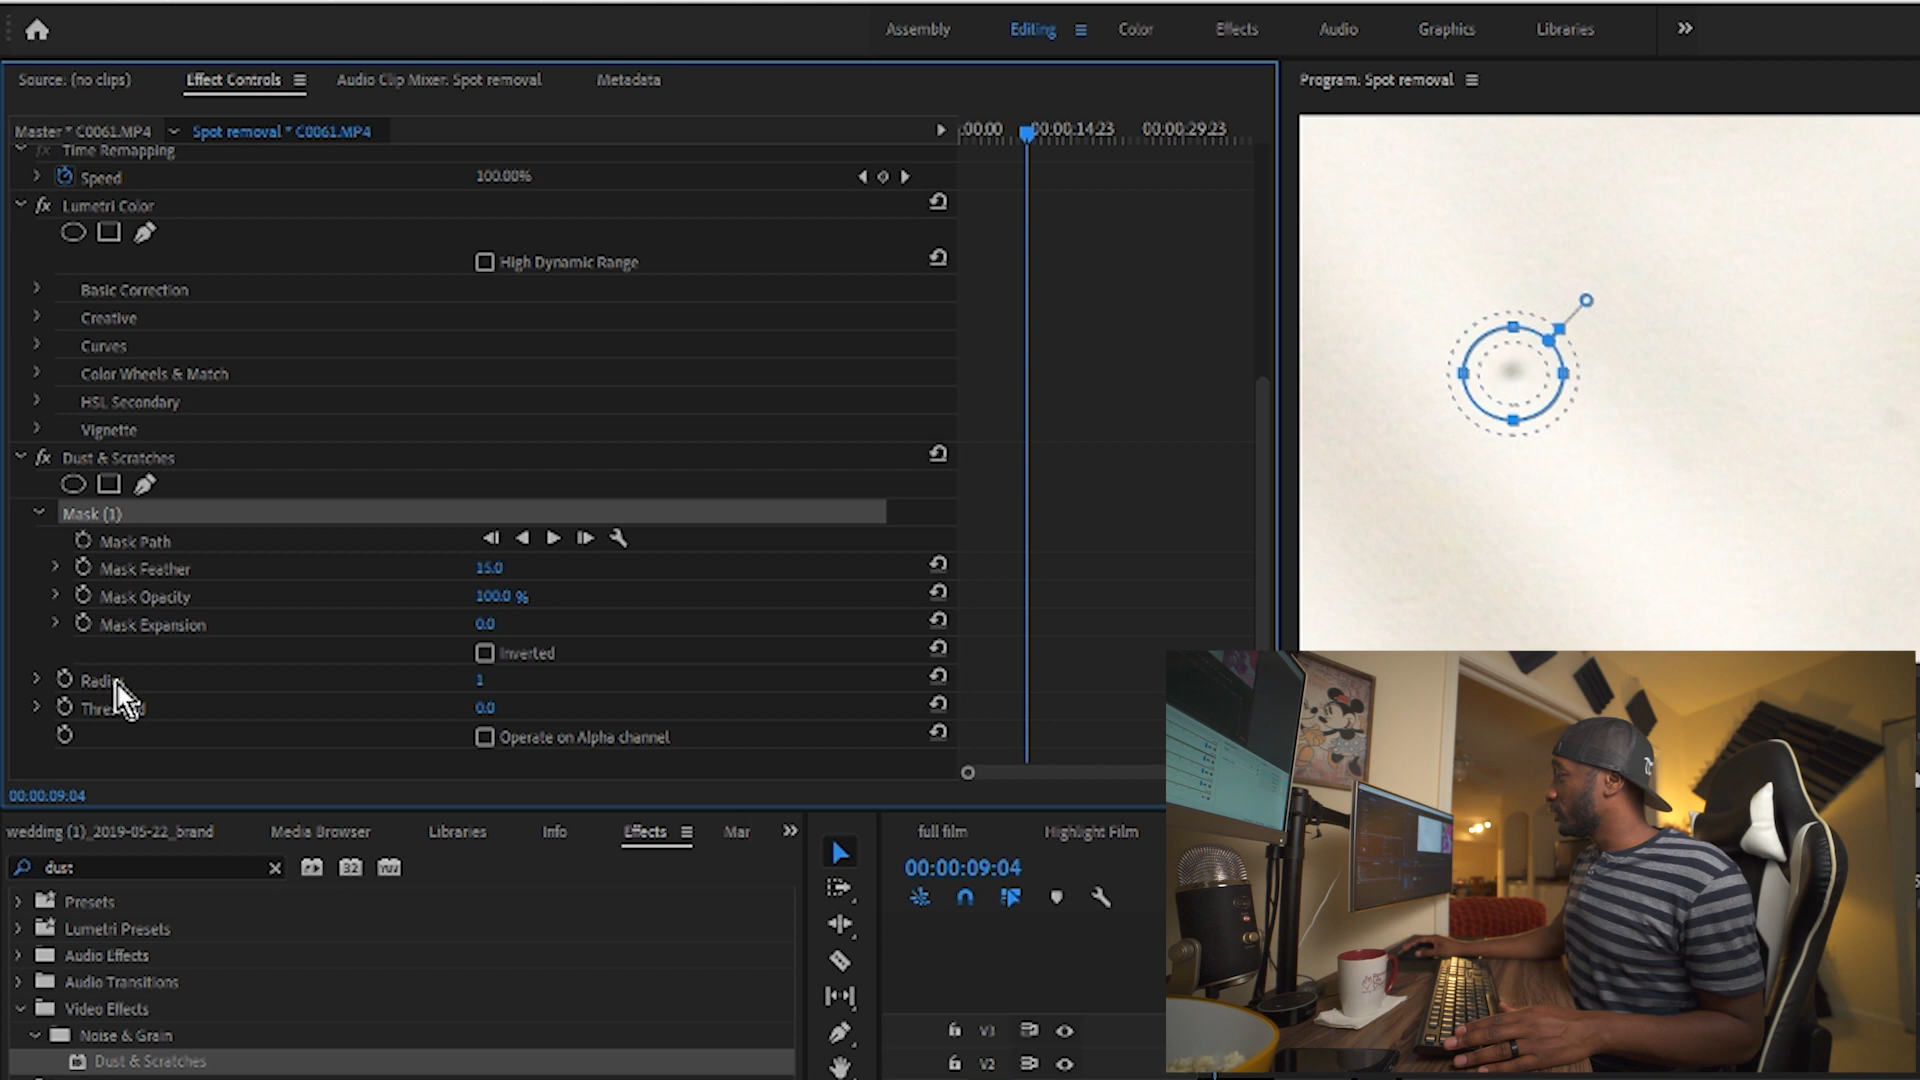 Assembly
Editing
Color
Effects
Audio
Graphics
Libraries
Source: (no clips)
Effect Controls
Audio Clip Mixer: Spot removal
Metadata
Program: Spot removal
Master * C0061.MP4
Spot removal * C0061.MP4
:00:00
00:00:14:23
00:00:29:23
fx Time Remapping
Speed
100.00%
fx Lumetri Color
High Dynamic Range
Basic Correction
Creative
Curves
Color Wheels & Match
HSL Secondary
Vignette
fx Dust & Scratches
Mask (1)
Mask Path
Mask Feather
15.0
Mask Opacity
100.0 %
Mask Expansion
0.0
Inverted
1
0.0
Operate on Alpha channel
00:00:09:04
wedding (1)_2019-05-22_brand
Media Browser
Libraries
Info
Effects
Mar
full film
Highlight Film
dust
32
YUV
00:00:09:04
Presets
Lumetri Presets
Audio Effects
Audio Transitions
Video Effects
Noise & Grain
Dust & Scratches
V3
V2